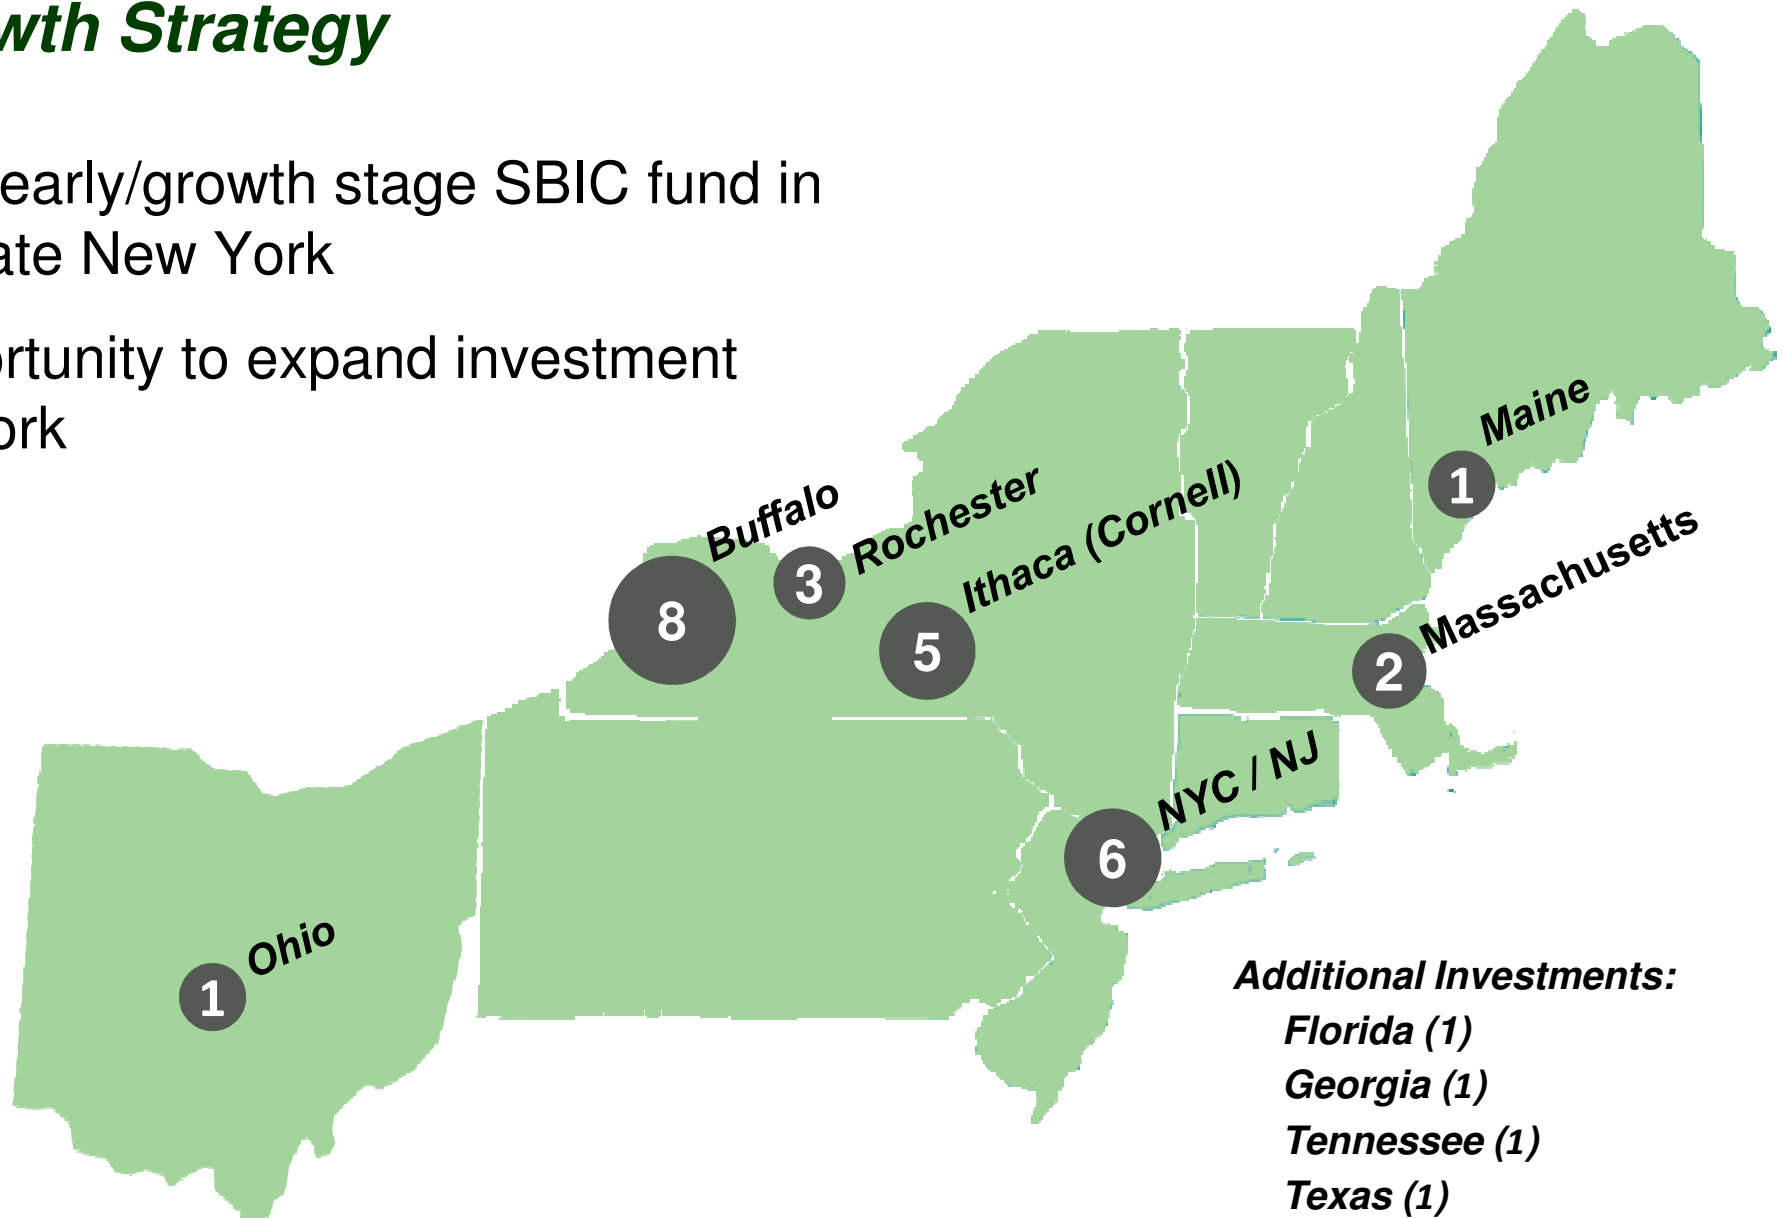 wth Strategy
early/growth stage SBIC fund in
ate New York
rtunity to expand investment
ork
Maine
1
Buffalo
Rochester
Ithaca (Cornell)
Massachusetts
3
8
5
2
NYC / NJ
6
Ohio
1
Additional Investments:
Florida (1)
Georgia (1)
Tennessee (1)
Texas (1)